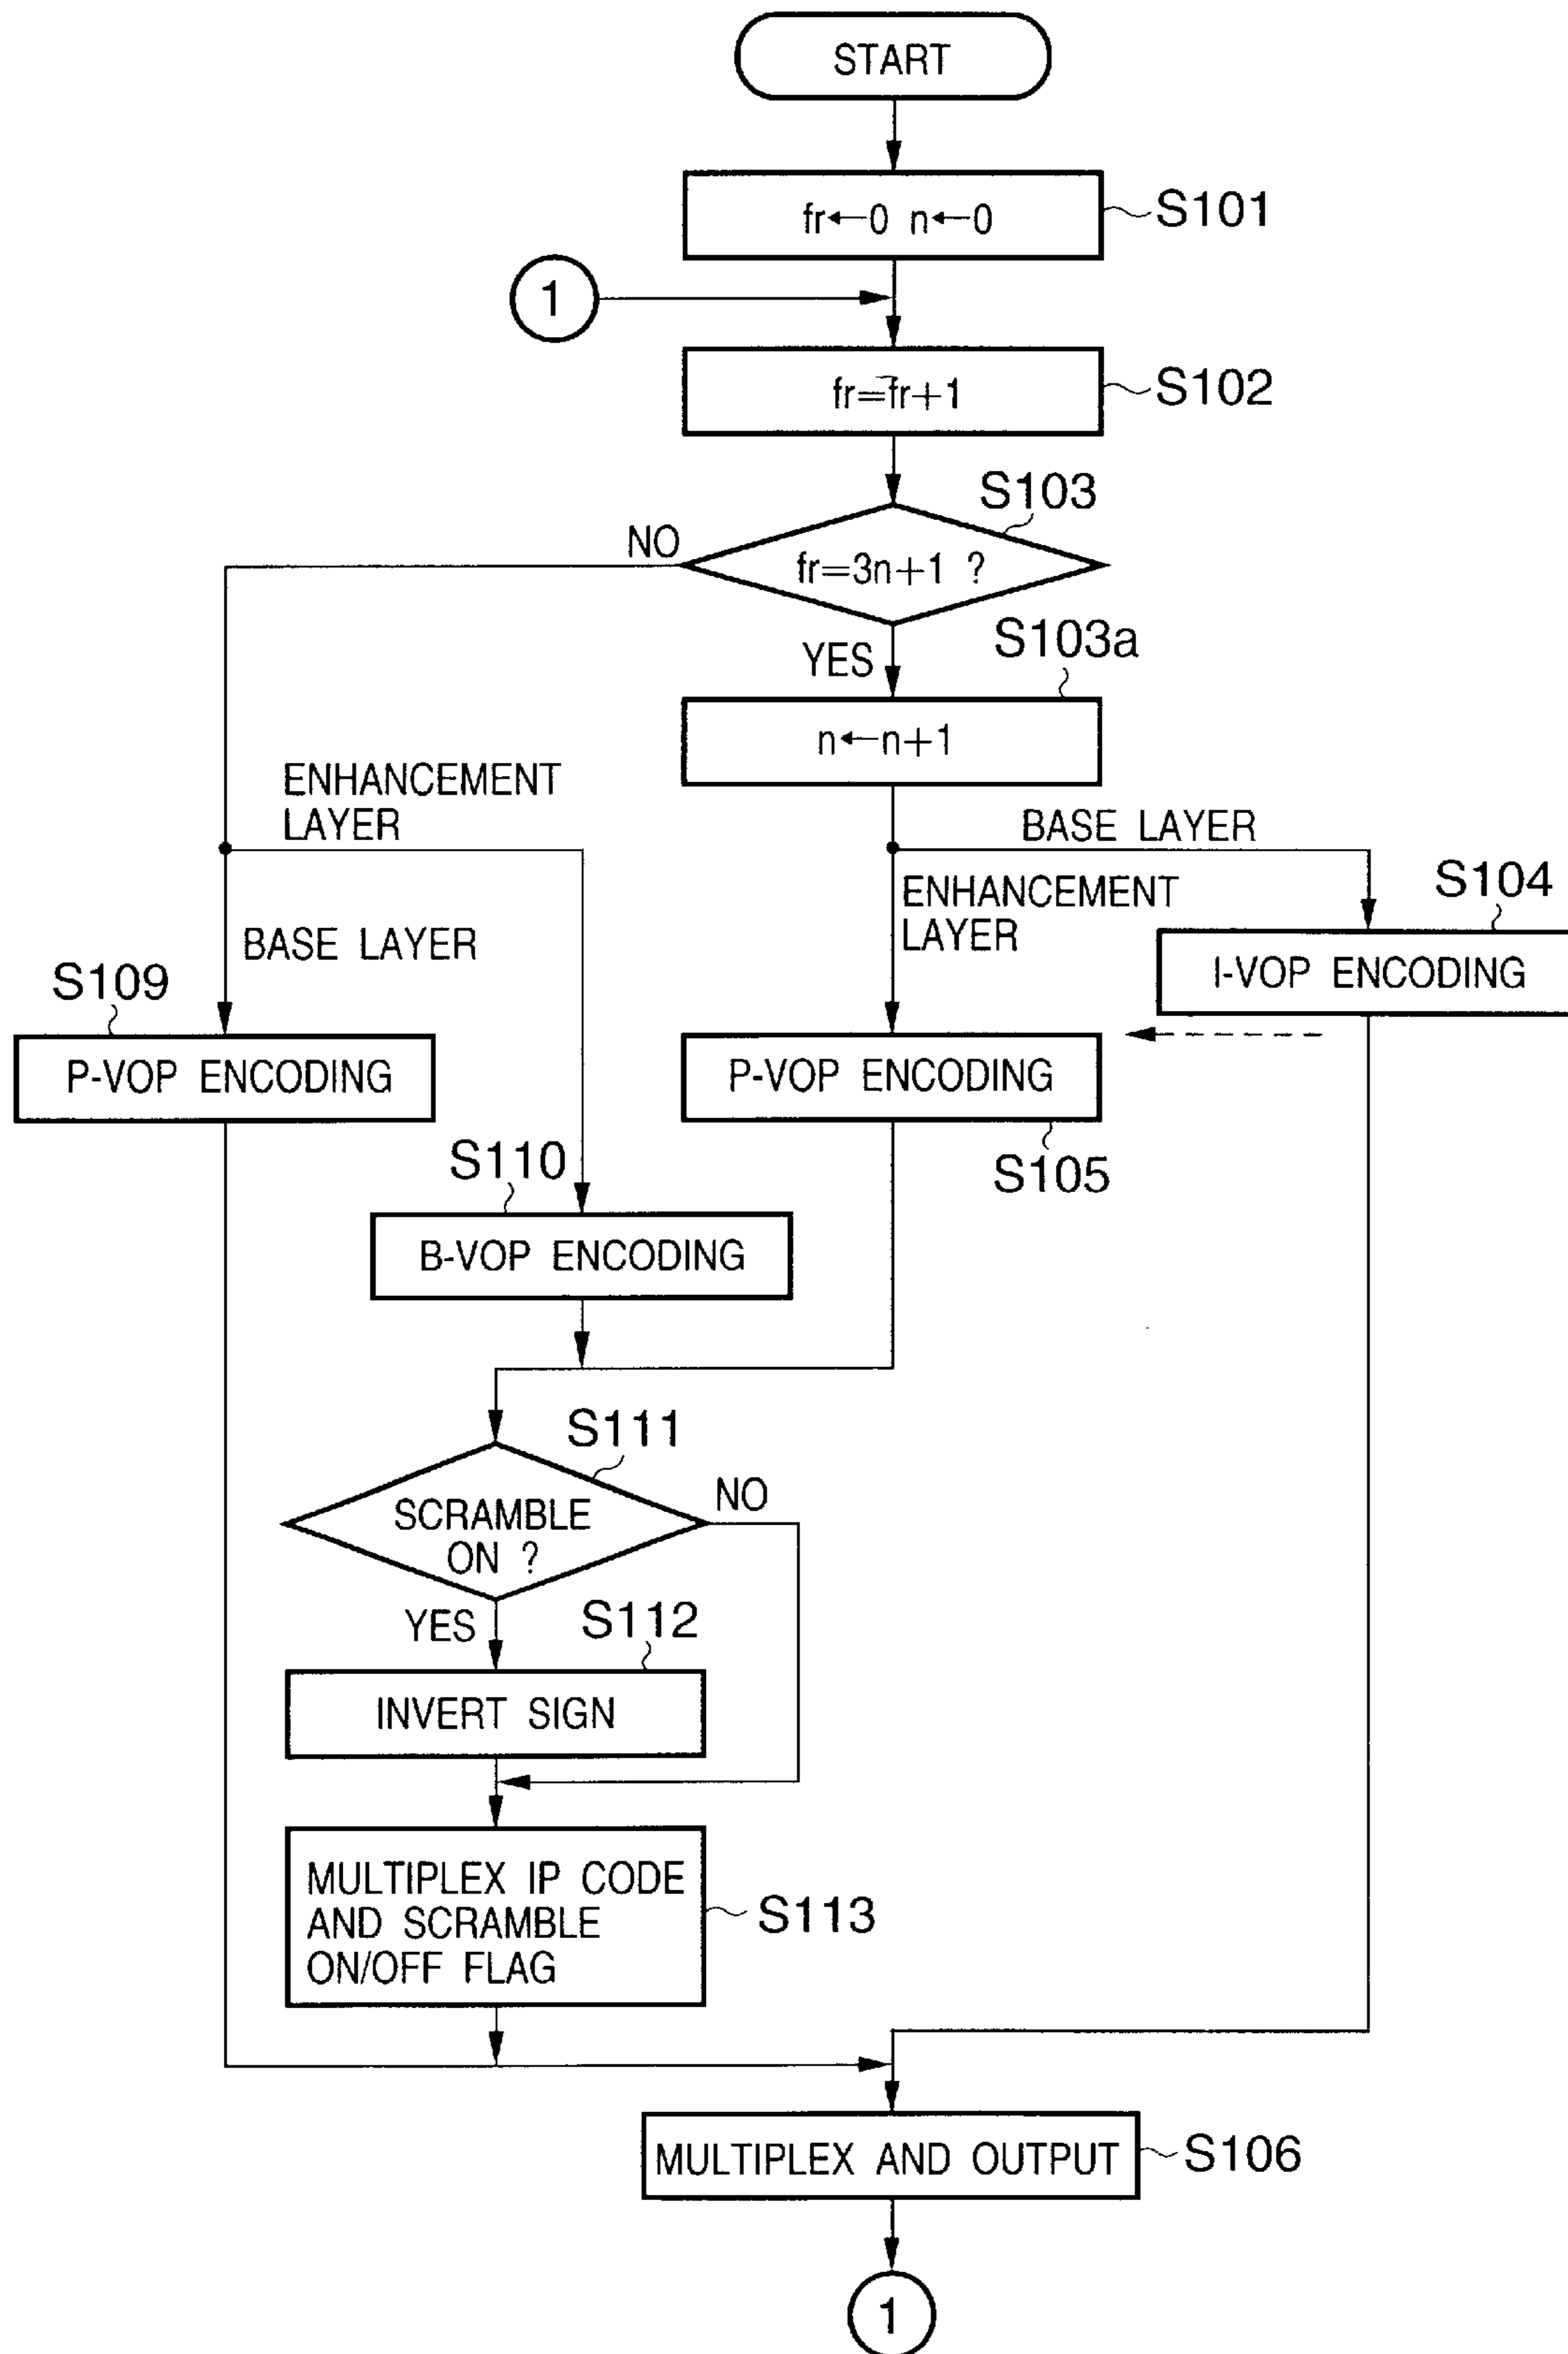 START
fr←0 n←0
S101
1
fr=fr+1
S102
S103
NO
fr=3n+1 ?
S103a
YES
n←n+1
ENHANCEMENT
LAYER
BASE LAYER
S104
ENHANCEMENT
LAYER
BASE LAYER
I-VOP ENCODING
S109
P-VOP ENCODING
P-VOP ENCODING
S110
S105
B-VOP ENCODING
S111
NO
SCRAMBLE
ON ?
YES
S112
INVERT SIGN
MULTIPLEX IP CODE
AND SCRAMBLE
ON/OFF FLAG
S113
MULTIPLEX AND OUTPUT
S106
1